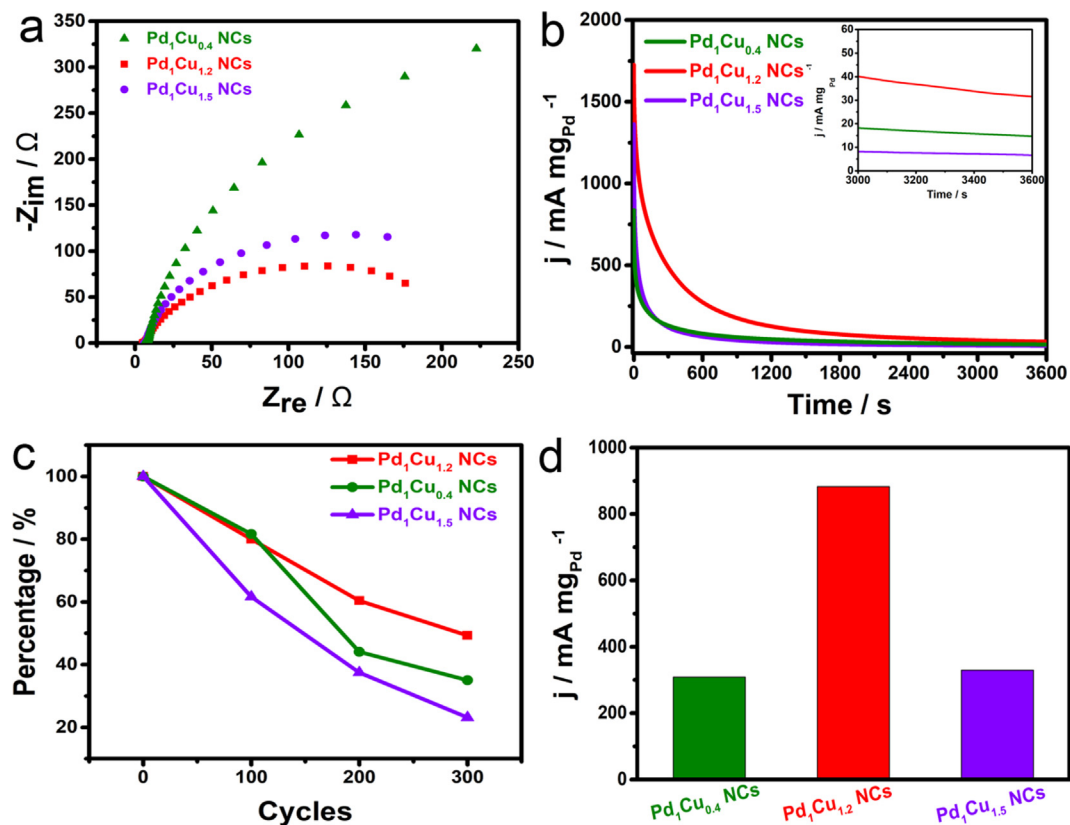 a
Pd₁Cu₀.₄ NCs
Pd₁Cu₁.₂ NCs
Pd₁Cu₁.₅ NCs
350
300
250
200
150
100
50
0
-Zim / Ω
0 50 100 150 200 250
Zre / Ω
b
Pd₁Cu₀.₄ NCs
Pd₁Cu₁.₂ NCs⁻¹
Pd₁Cu₁.₅ NCs
2000
1750
1500
1250
1000
750
500
250
0
j / mA mgPd⁻¹
0 600 1200 1800 2400 3000 3600
Time / s
60
50
40
30
20
10
0
j / mA mgPd
3000 3200 3400 3600
Time / s
c
Pd₁Cu₁.₂ NCs
Pd₁Cu₀.₄ NCs
Pd₁Cu₁.₅ NCs
100
80
60
40
20
Percentage / %
0 100 200 300
Cycles
d
1000
800
600
400
200
0
j / mA mgPd⁻¹
Pd₁Cu₀.₄ NCs
Pd₁Cu₁.₂ NCs
Pd₁Cu₁.₅ NCs